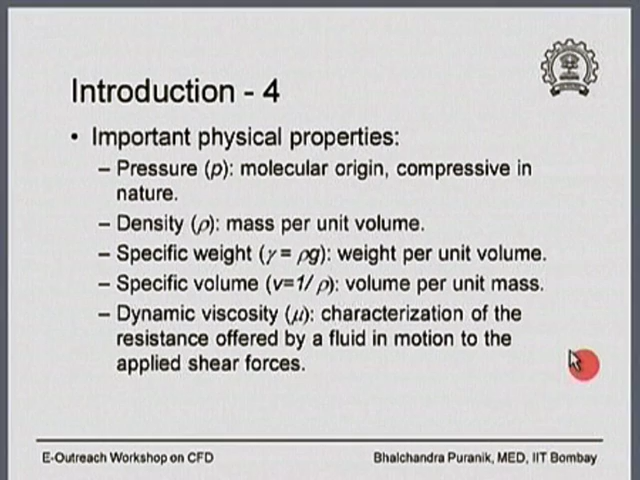 Introduction - 4
• Important physical properties:
– Pressure (p): molecular origin, compressive in
nature.
– Density (ρ): mass per unit volume.
– Specific weight (γ = ρg): weight per unit volume.
– Specific volume (v=1/ρ): volume per unit mass.
– Dynamic viscosity (μ): characterization of the
resistance offered by a fluid in motion to the
applied shear forces.
E-Outreach Workshop on CFD
Bhalchandra Puranik, MED, IIT Bombay